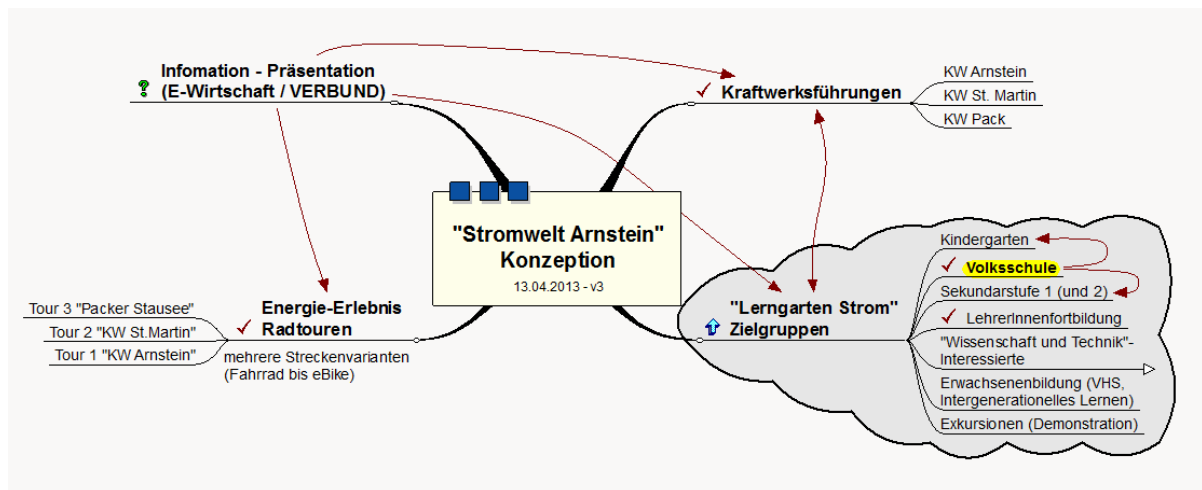 Infomation - Präsentation
(E-Wirtschaft / VERBUND)
Kraftwerksführungen
KW Arnstein
KW St. Martin
KW Pack
"Stromwelt Arnstein"
Konzeption
13.04.2013 - v3
Energie-Erlebnis
Radtouren
mehrere Streckenvarianten
(Fahrrad bis eBike)
Tour 3 "Packer Stausee"
Tour 2 "KW St.Martin"
Tour 1 "KW Arnstein"
"Lerngarten Strom"
Zielgruppen
Kindergarten
Volksschule
Sekundarstufe 1 (und 2)
LehrerInnenfortbildung
"Wissenschaft und Technik"-
Interessierte
Erwachsenenbildung (VHS,
Intergenerationelles Lernen)
Exkursionen (Demonstration)